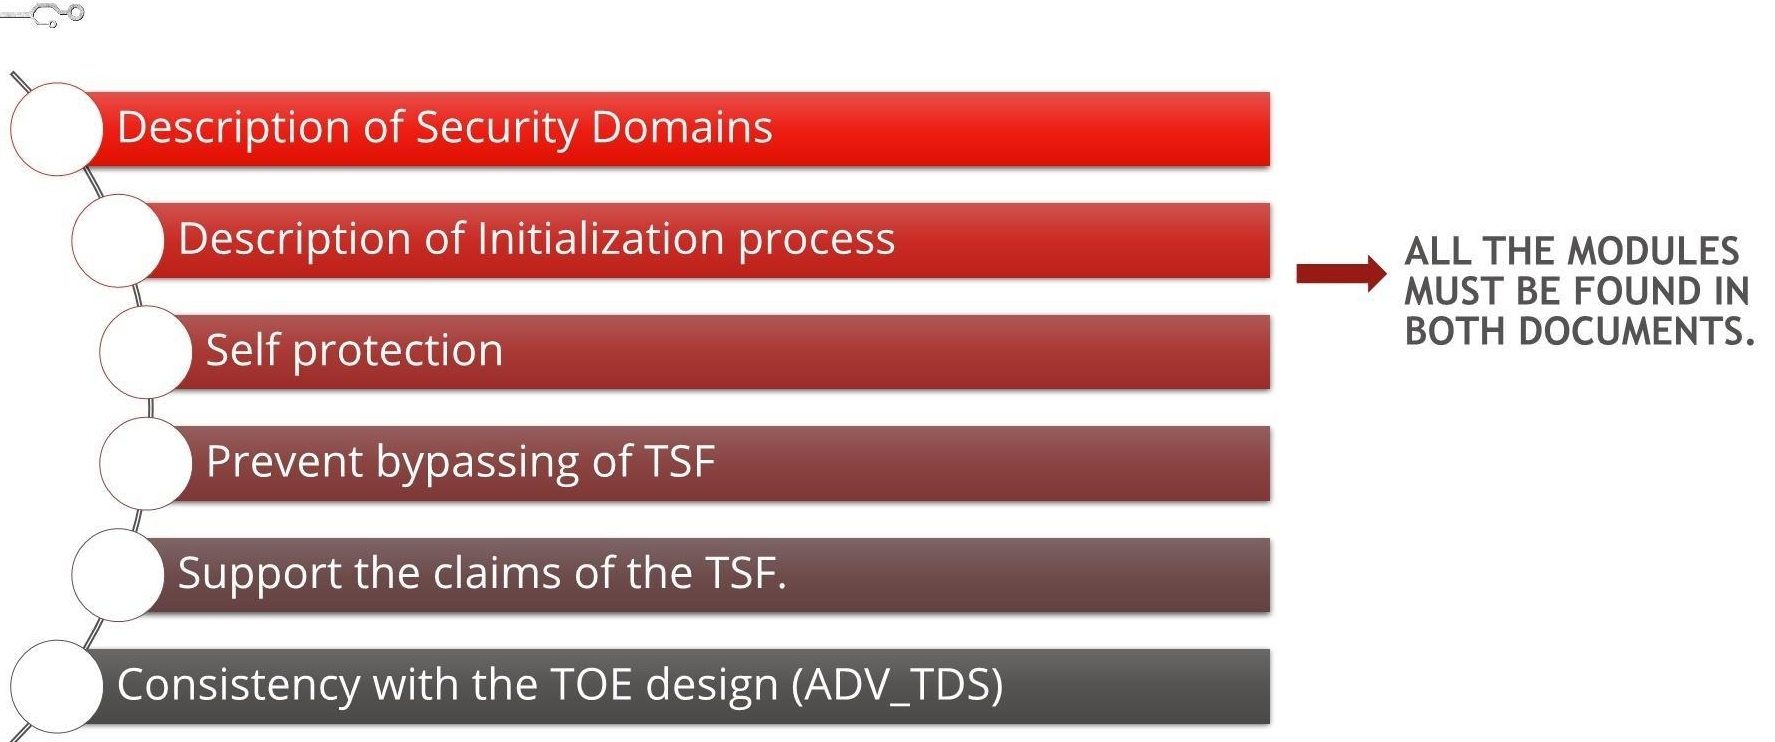 Description of Security Domains
Description of Initialization process
Self protection
Prevent bypassing of TSF
Support the claims of the TSF.
Consistency with the TOE design (ADV_TDS)
ALL THE MODULES
MUST BE FOUND IN
BOTH DOCUMENTS.